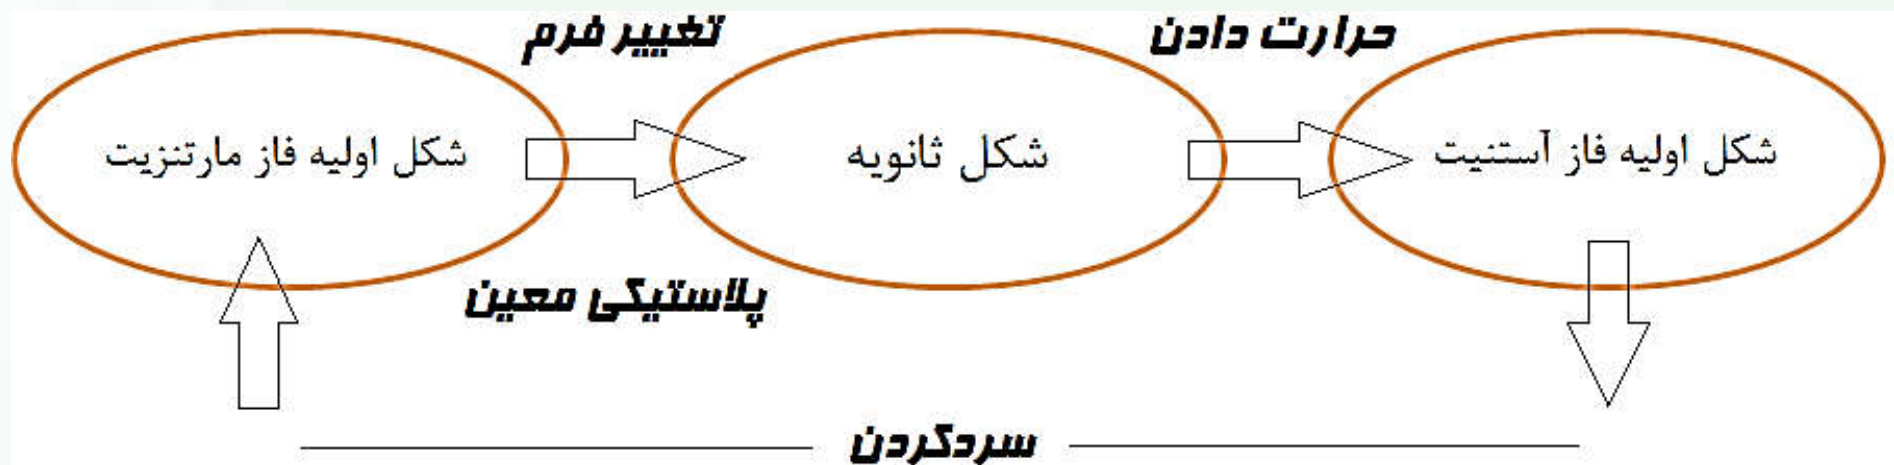 تغییر فرم
حرارت دادن
شکل اولیه فاز مارتنزیت
شکل ثانویه
شکل اولیه فاز آستنیت
پلاستیکی معین
سردکردن